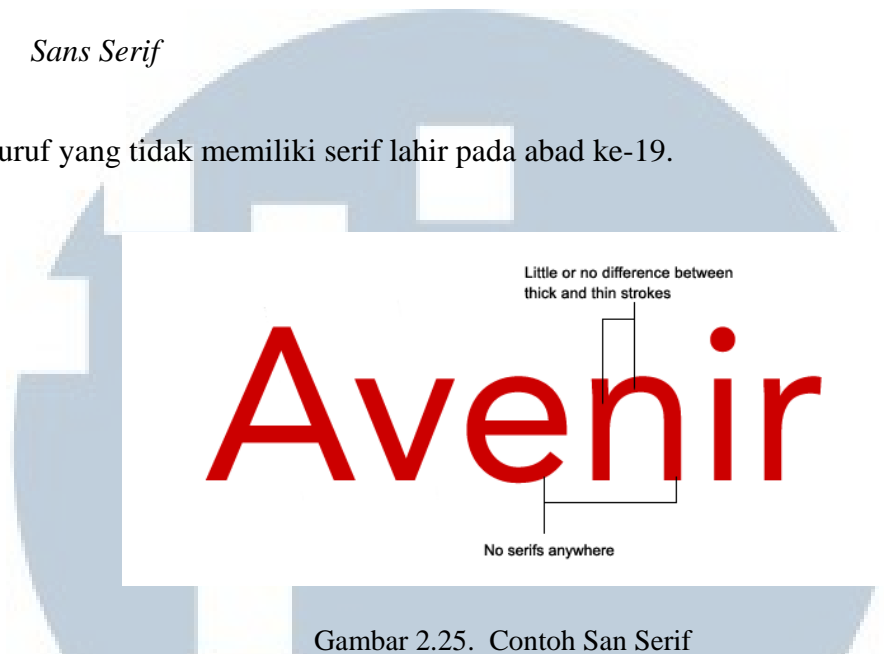 Sans Serif
uruf yang tidak memiliki serif lahir pada abad ke-19.
Little or no difference between
thick and thin strokes
Avenir
No serifs anywhere
Gambar 2.25. Contoh San Serif